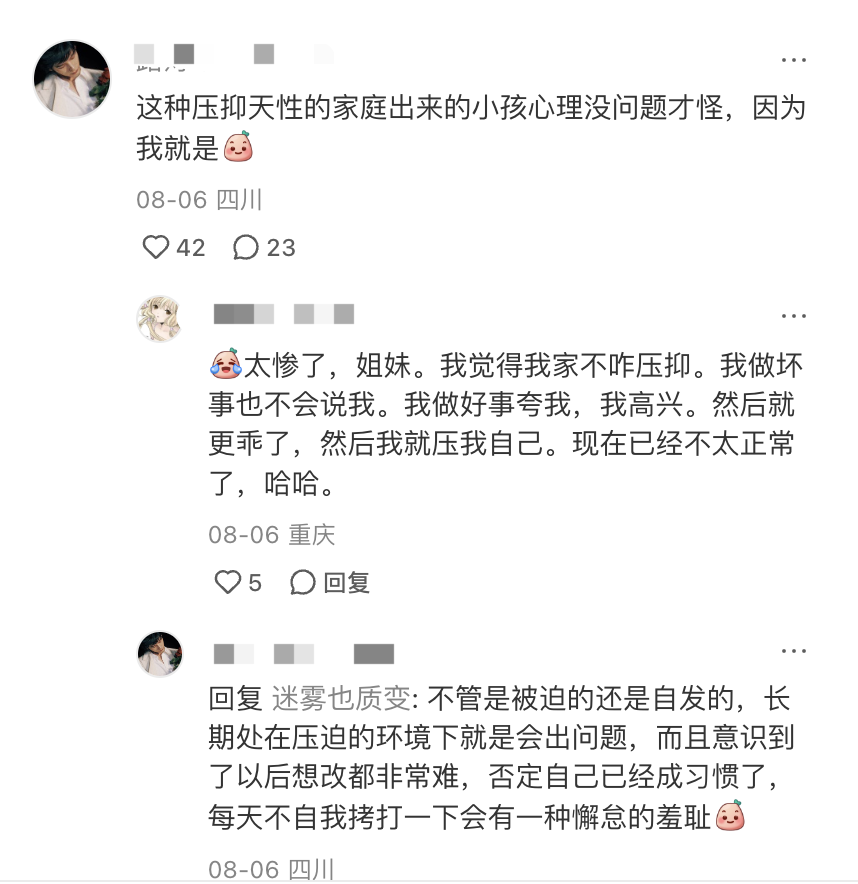 这种压抑天性的家庭出来的小孩心理没问题才怪，因为
我就是
08-06 四川
42 23
太惨了，姐妹。我觉得我家不咋压抑。我做坏
事也不会说我。我做好事夸我，我高兴。然后就
更乖了，然后我就压我自己。现在已经不太正常
了，哈哈。
08-06 重庆
5 回复
回复 迷雾也质变: 不管是被迫的还是自发的，长
期处在压迫的环境下就是会出问题，而且意识到
了以后想改都非常难，否定自己已经成习惯了，
每天不自我拷打一下会有一种懈怠的羞耻
08-06 四川